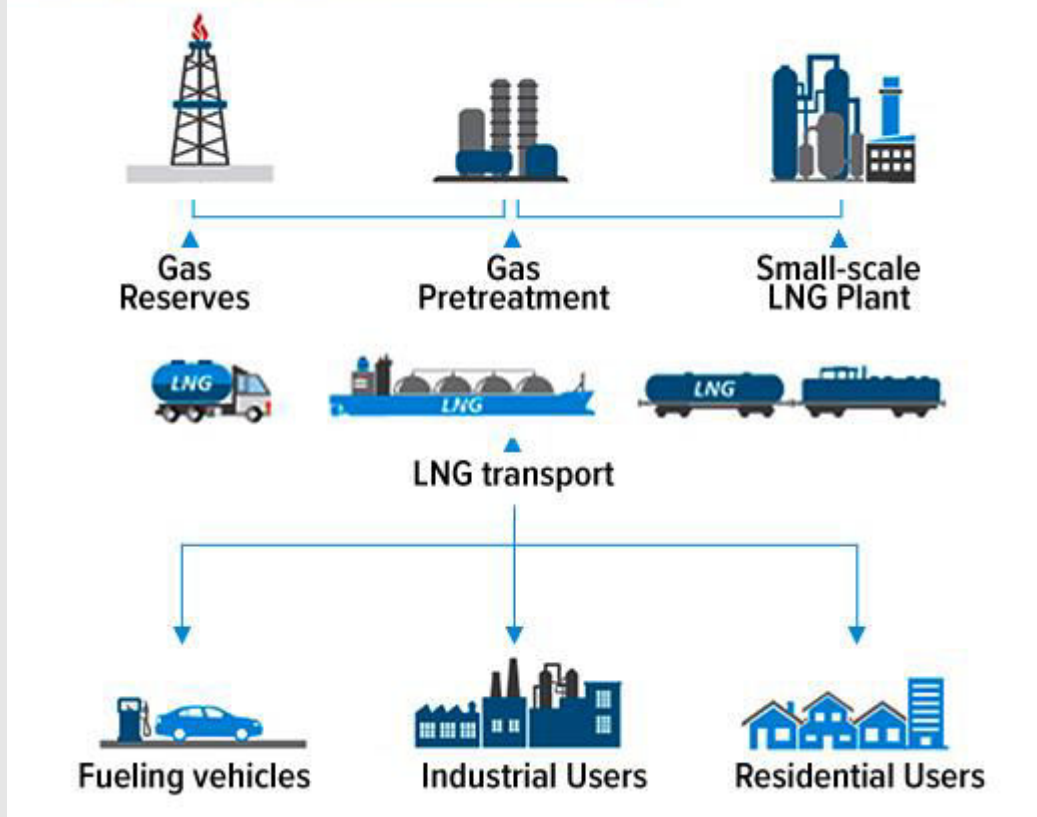 Gas
Reserves
Gas
Pretreatment
Small-scale
LNG Plant
LNG
LNG
LNG
LNG transport
Fueling vehicles
Industrial Users
Residential Users